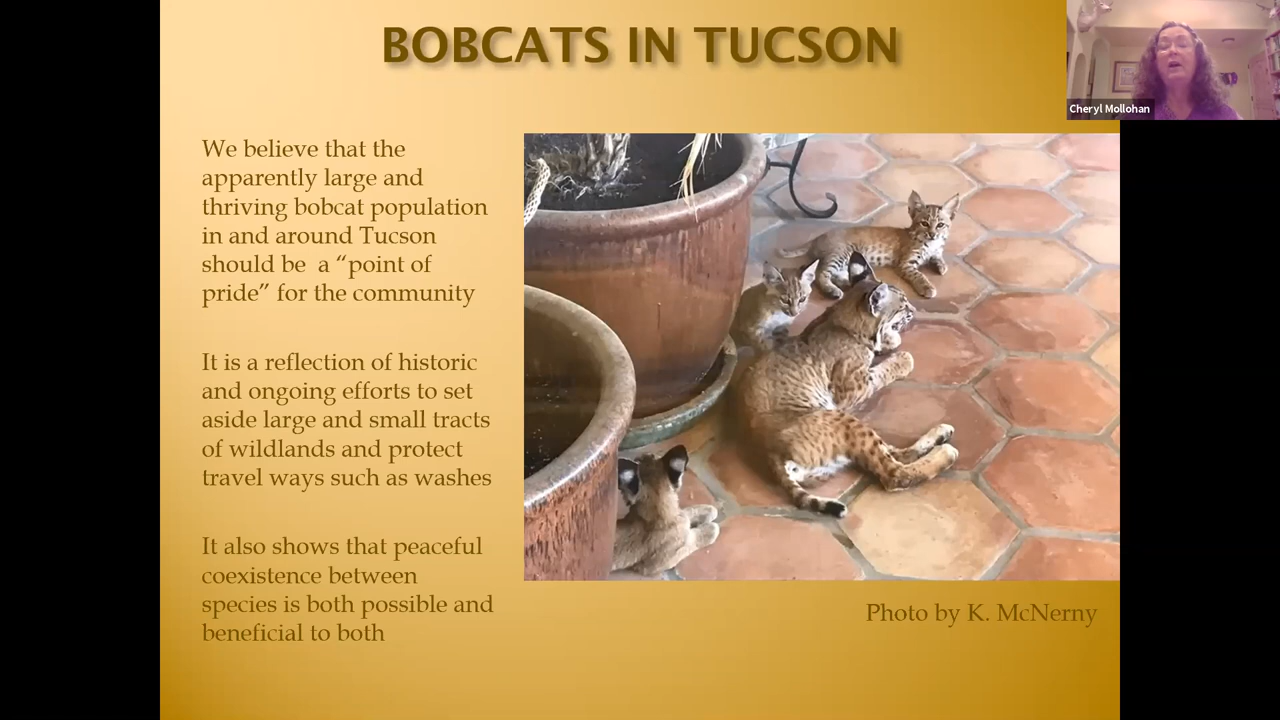 BOBCATS IN TUCSON
Cheryl Mollohan
We believe that the
apparently large and
thriving bobcat population
in and around Tucson
should be  a “point of
pride” for the community
It is a reflection of historic
and ongoing efforts to set
aside large and small tracts
of wildlands and protect
travel ways such as washes
It also shows that peaceful
coexistence between
species is both possible and
beneficial to both
Photo by K. McNerny